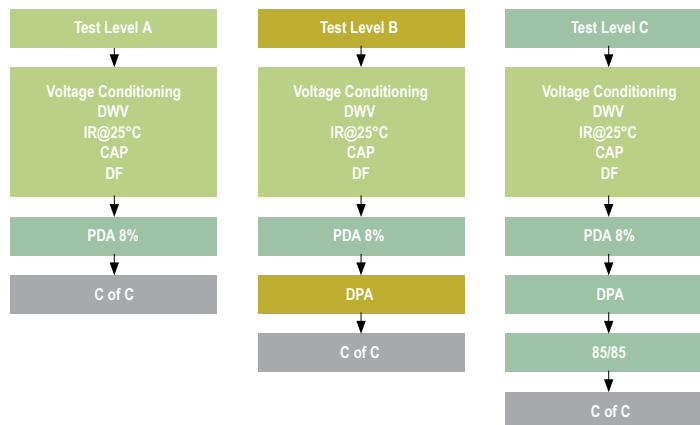 Test Level A
Voltage Conditioning
DWV
IR@25°C
CAP
DF
PDA 8%
C of C
Test Level B
Voltage Conditioning
DWV
IR@25°C
CAP
DF
PDA 8%
DPA
C of C
Test Level C
Voltage Conditioning
DWV
IR@25°C
CAP
DF
PDA 8%
DPA
85/85
C of C